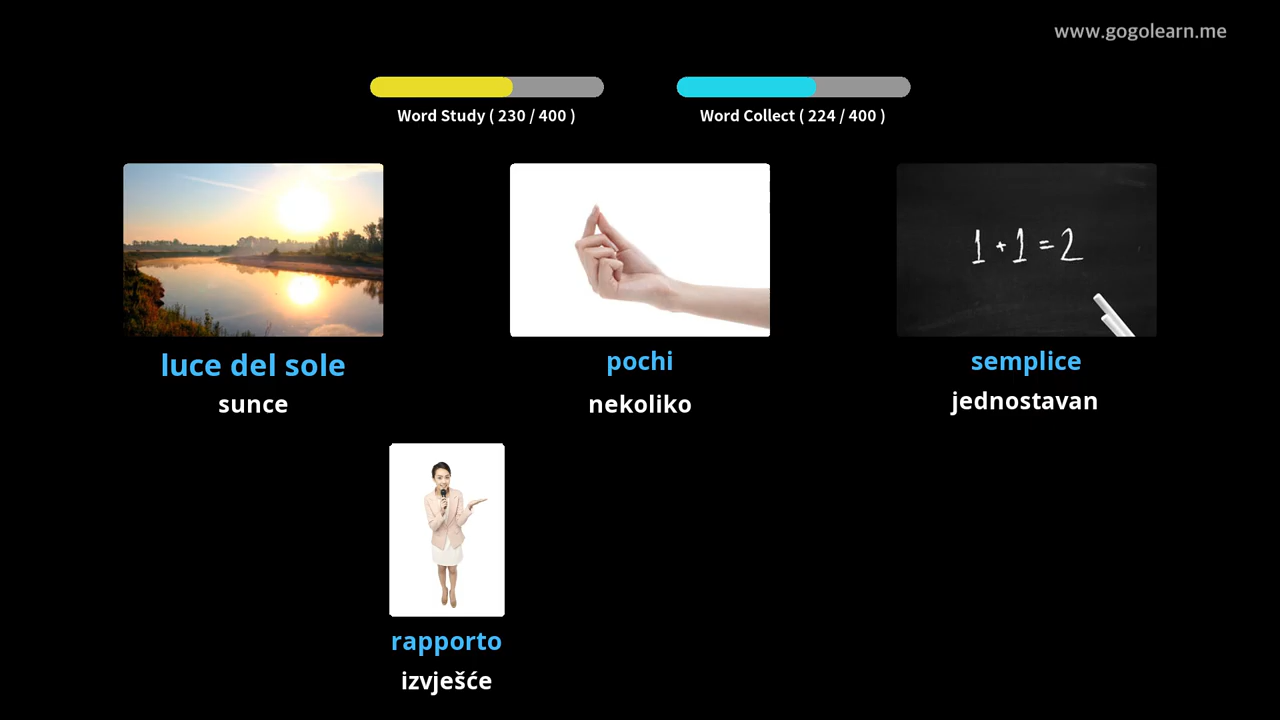 www.gogolearn.me
Word Study ( 230 / 400 )
Word Collect ( 224 / 400 )
1 + 1 = 2
luce del sole
pochi
semplice
sunce
nekoliko
jednostavan
rapporto
izvješće